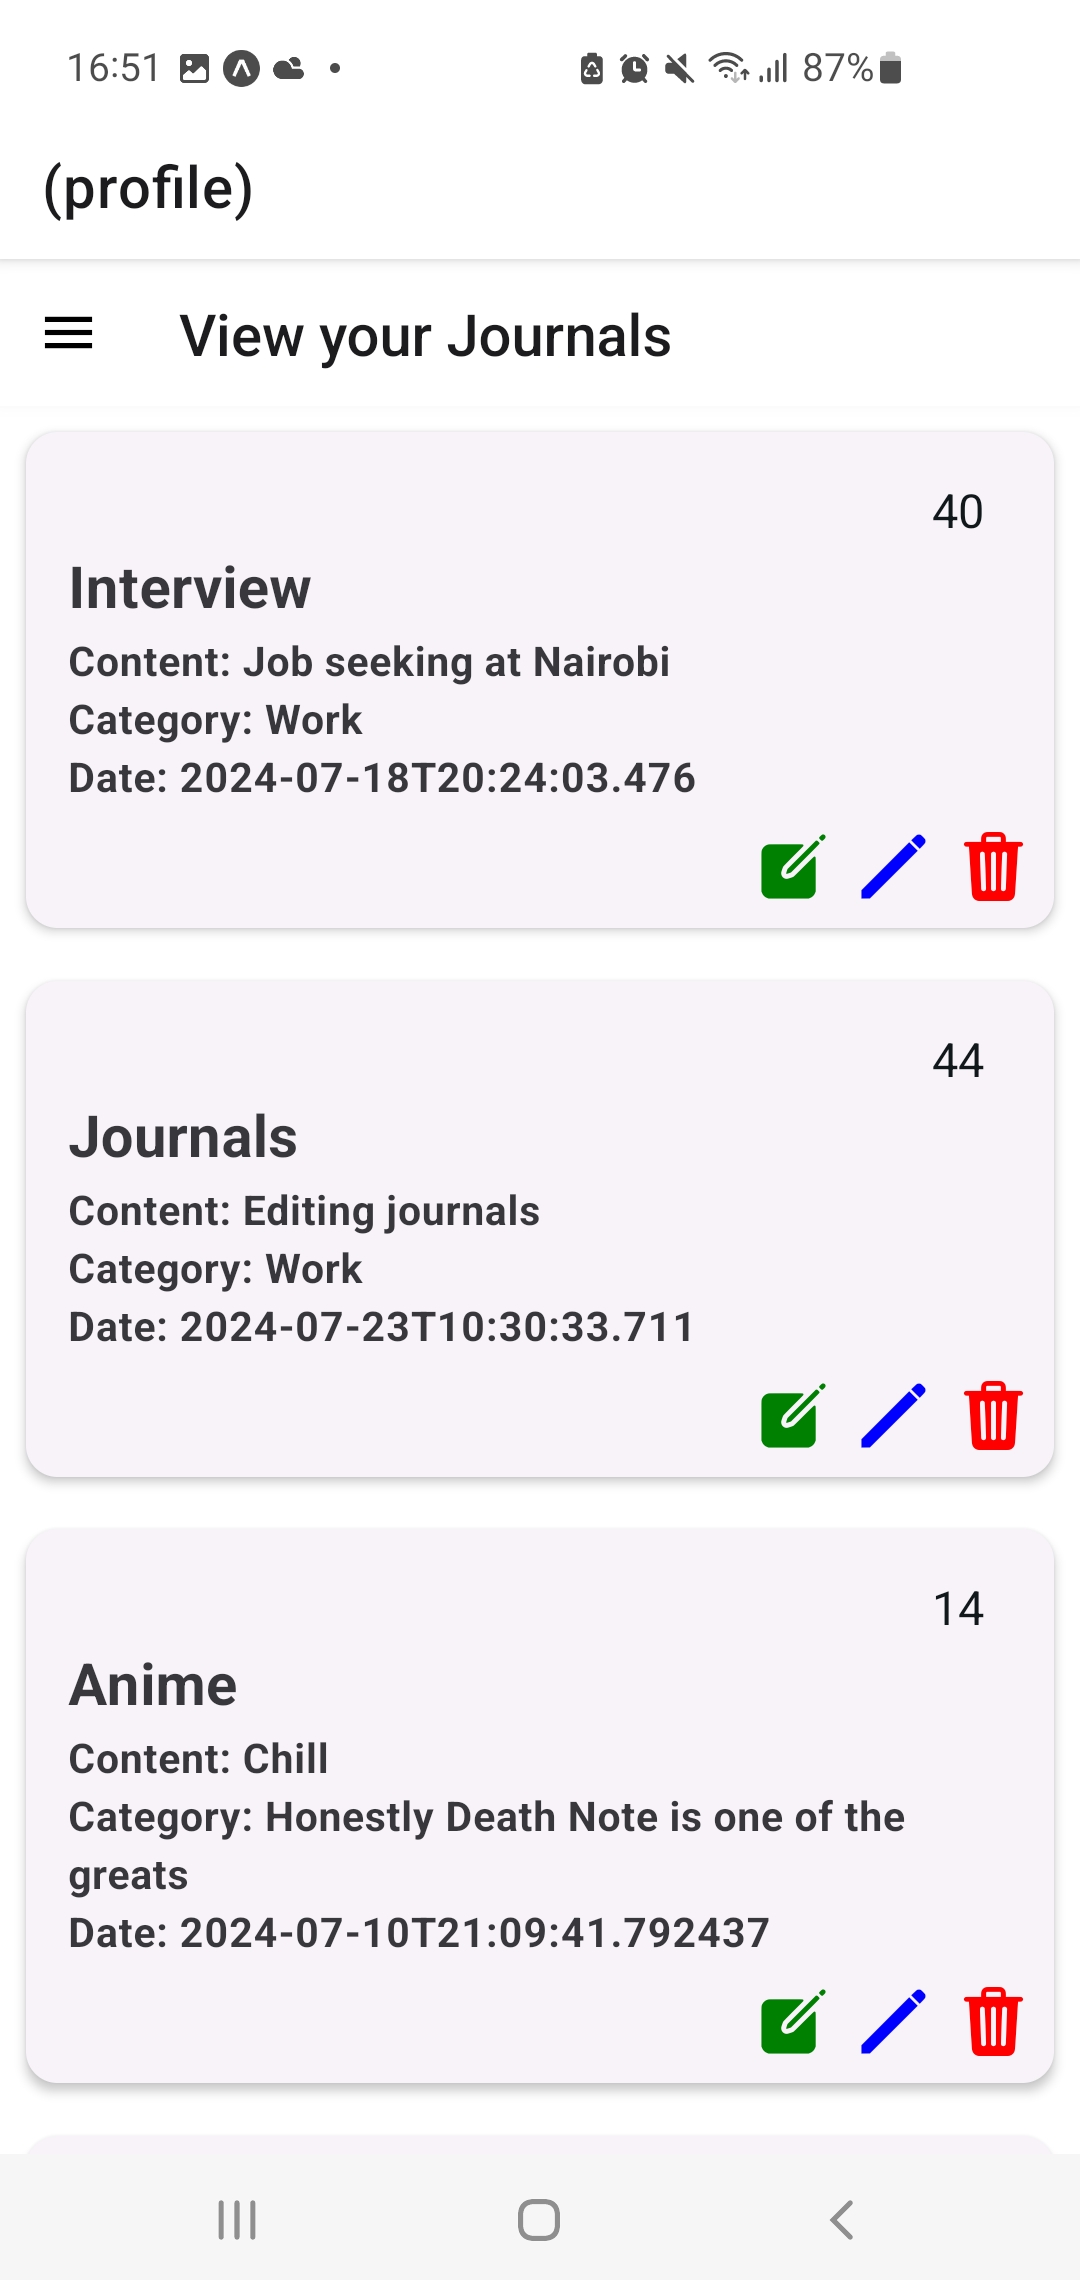 16:51
87%
(profile)
View your Journals
40
Interview
Content: Job seeking at Nairobi
Category: Work
Date: 2024-07-18T20:24:03.476
44
Journals
Content: Editing journals
Category: Work
Date: 2024-07-23T10:30:33.711
14
Anime
Content: Chill
Category: Honestly Death Note is one of the
greats
Date: 2024-07-10T21:09:41.792437